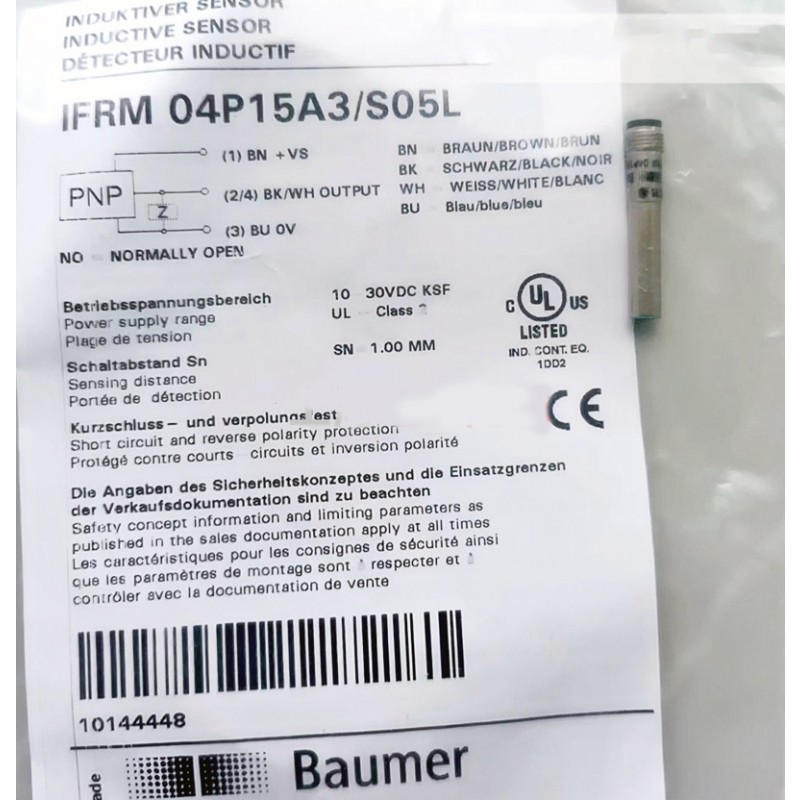 INDUKTIVER SENSOR
INDUCTIVE SENSOR
DÉTECTEUR INDUCTIF
IFRM 04P15A3/S05L
(1) BN +VS
PNP
(2/4) BK/WH OUTPUT
Z
(3) BU 0V
NO NORMALLY OPEN
BN BRAUN/BROWN/BRUN
BK SCHWARZ/BLACK/NOIR
WH WEISS/WHITE/BLANC
BU Blau/blue/bleu
Betriebsspannungsbereich
Power supply range
Plage de tension
10 30VDC KSF
UL Class
Schaltabstand Sn
Sensing distance
Portée de détection
SN 1.00 MM
C UL US
LISTED
IND. CONT. EQ.
1DD2
CE
Kurzschluss- und
Short circuit and reverse polarity protection
Protégé contre courts circuits et inversion polarité
Die Angaben des Sicherheitskonzeptes und die Einsatzgrenzen
der Verkaufsdokumentation sind zu beachten
Safety concept information and limiting parameters as
published in the sales documentation apply at all times
Les caractéristiques pour les consignes de sécurité ainsi
que les paramètres de montage sont respecter et
contrôler avec la documentation de vente
10144448
Baumer